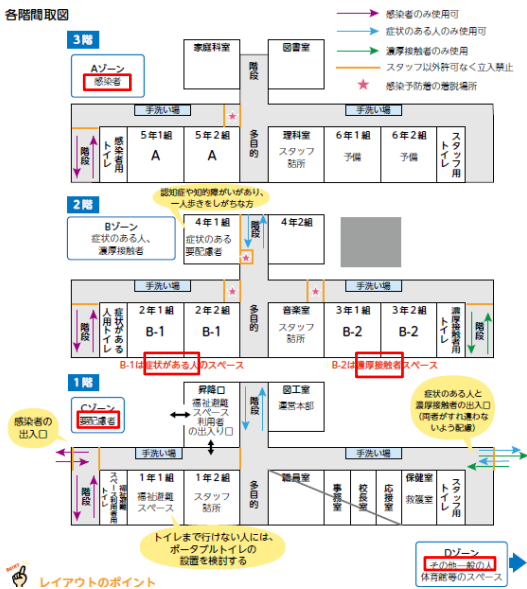 各階間取図
感染者のみ使用可
症状のある人のみ使用可
濃厚接触者のみ使用
スタッフ以外許可なく立入禁止
感染予防着の着脱場所
3階
Aゾーン
感染者
家庭科室
階段
図書室
手洗い場
手洗い場
階段
感染者用トイレ
5年1組
A
5年2組
A
多目的
理科室
スタッフ詰所
6年1組
予備
6年2組
予備
スタッフ用トイレ
認知症や知的障がいがあり、
一人歩きをしがちな方
2階
Bゾーン
症状のある人、
濃厚接触者
4年1組
症状のある
要配慮者
階段
4年2組
手洗い場
手洗い場
階段
症状がある人用トイレ
2年1組
B-1
2年2組
B-1
多目的
音楽室
スタッフ詰所
3年1組
B-2
3年2組
B-2
濃厚接触者用トイレ
階段
B-1は症状がある人のスペース
B-2は濃厚接触者スペース
1階
Cゾーン
要配慮者
感染者の
出入口
昇降口
福祉避難
スペース
利用者
の出入り口
階段
図工室
運営本部
症状のある人と
濃厚接触者の出入口
(両者がすれ違わな
いよう配慮)
手洗い場
手洗い場
階段
福祉避難スペース利用者用トイレ
1年1組
福祉避難
スペース
1年2組
スタッフ
詰所
多目的
職員室
事務室
校長室
応接室
保健室
救護室
スタッフ用トイレ
トイレまで行けない人には、
ポータブルトイレの
設置を検討する
Dゾーン
その他一般の人
体育館等のスペース
POINT
レイアウトのポイント